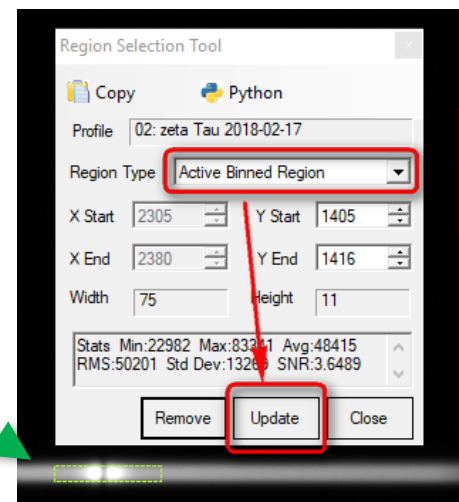 Region Selection Tool
Copy Python
Profile 02: zeta Tau 2018-02-17
Region Type Active Binned Region
X Start 2305 Y Start 1405
X End 2380 Y End 1416
Width 75 Height 11
Stats Min:22982 Max:83341 Avg:48415
RMS:50201 Std Dev:13269 SNR:3.6489
Remove Update Close